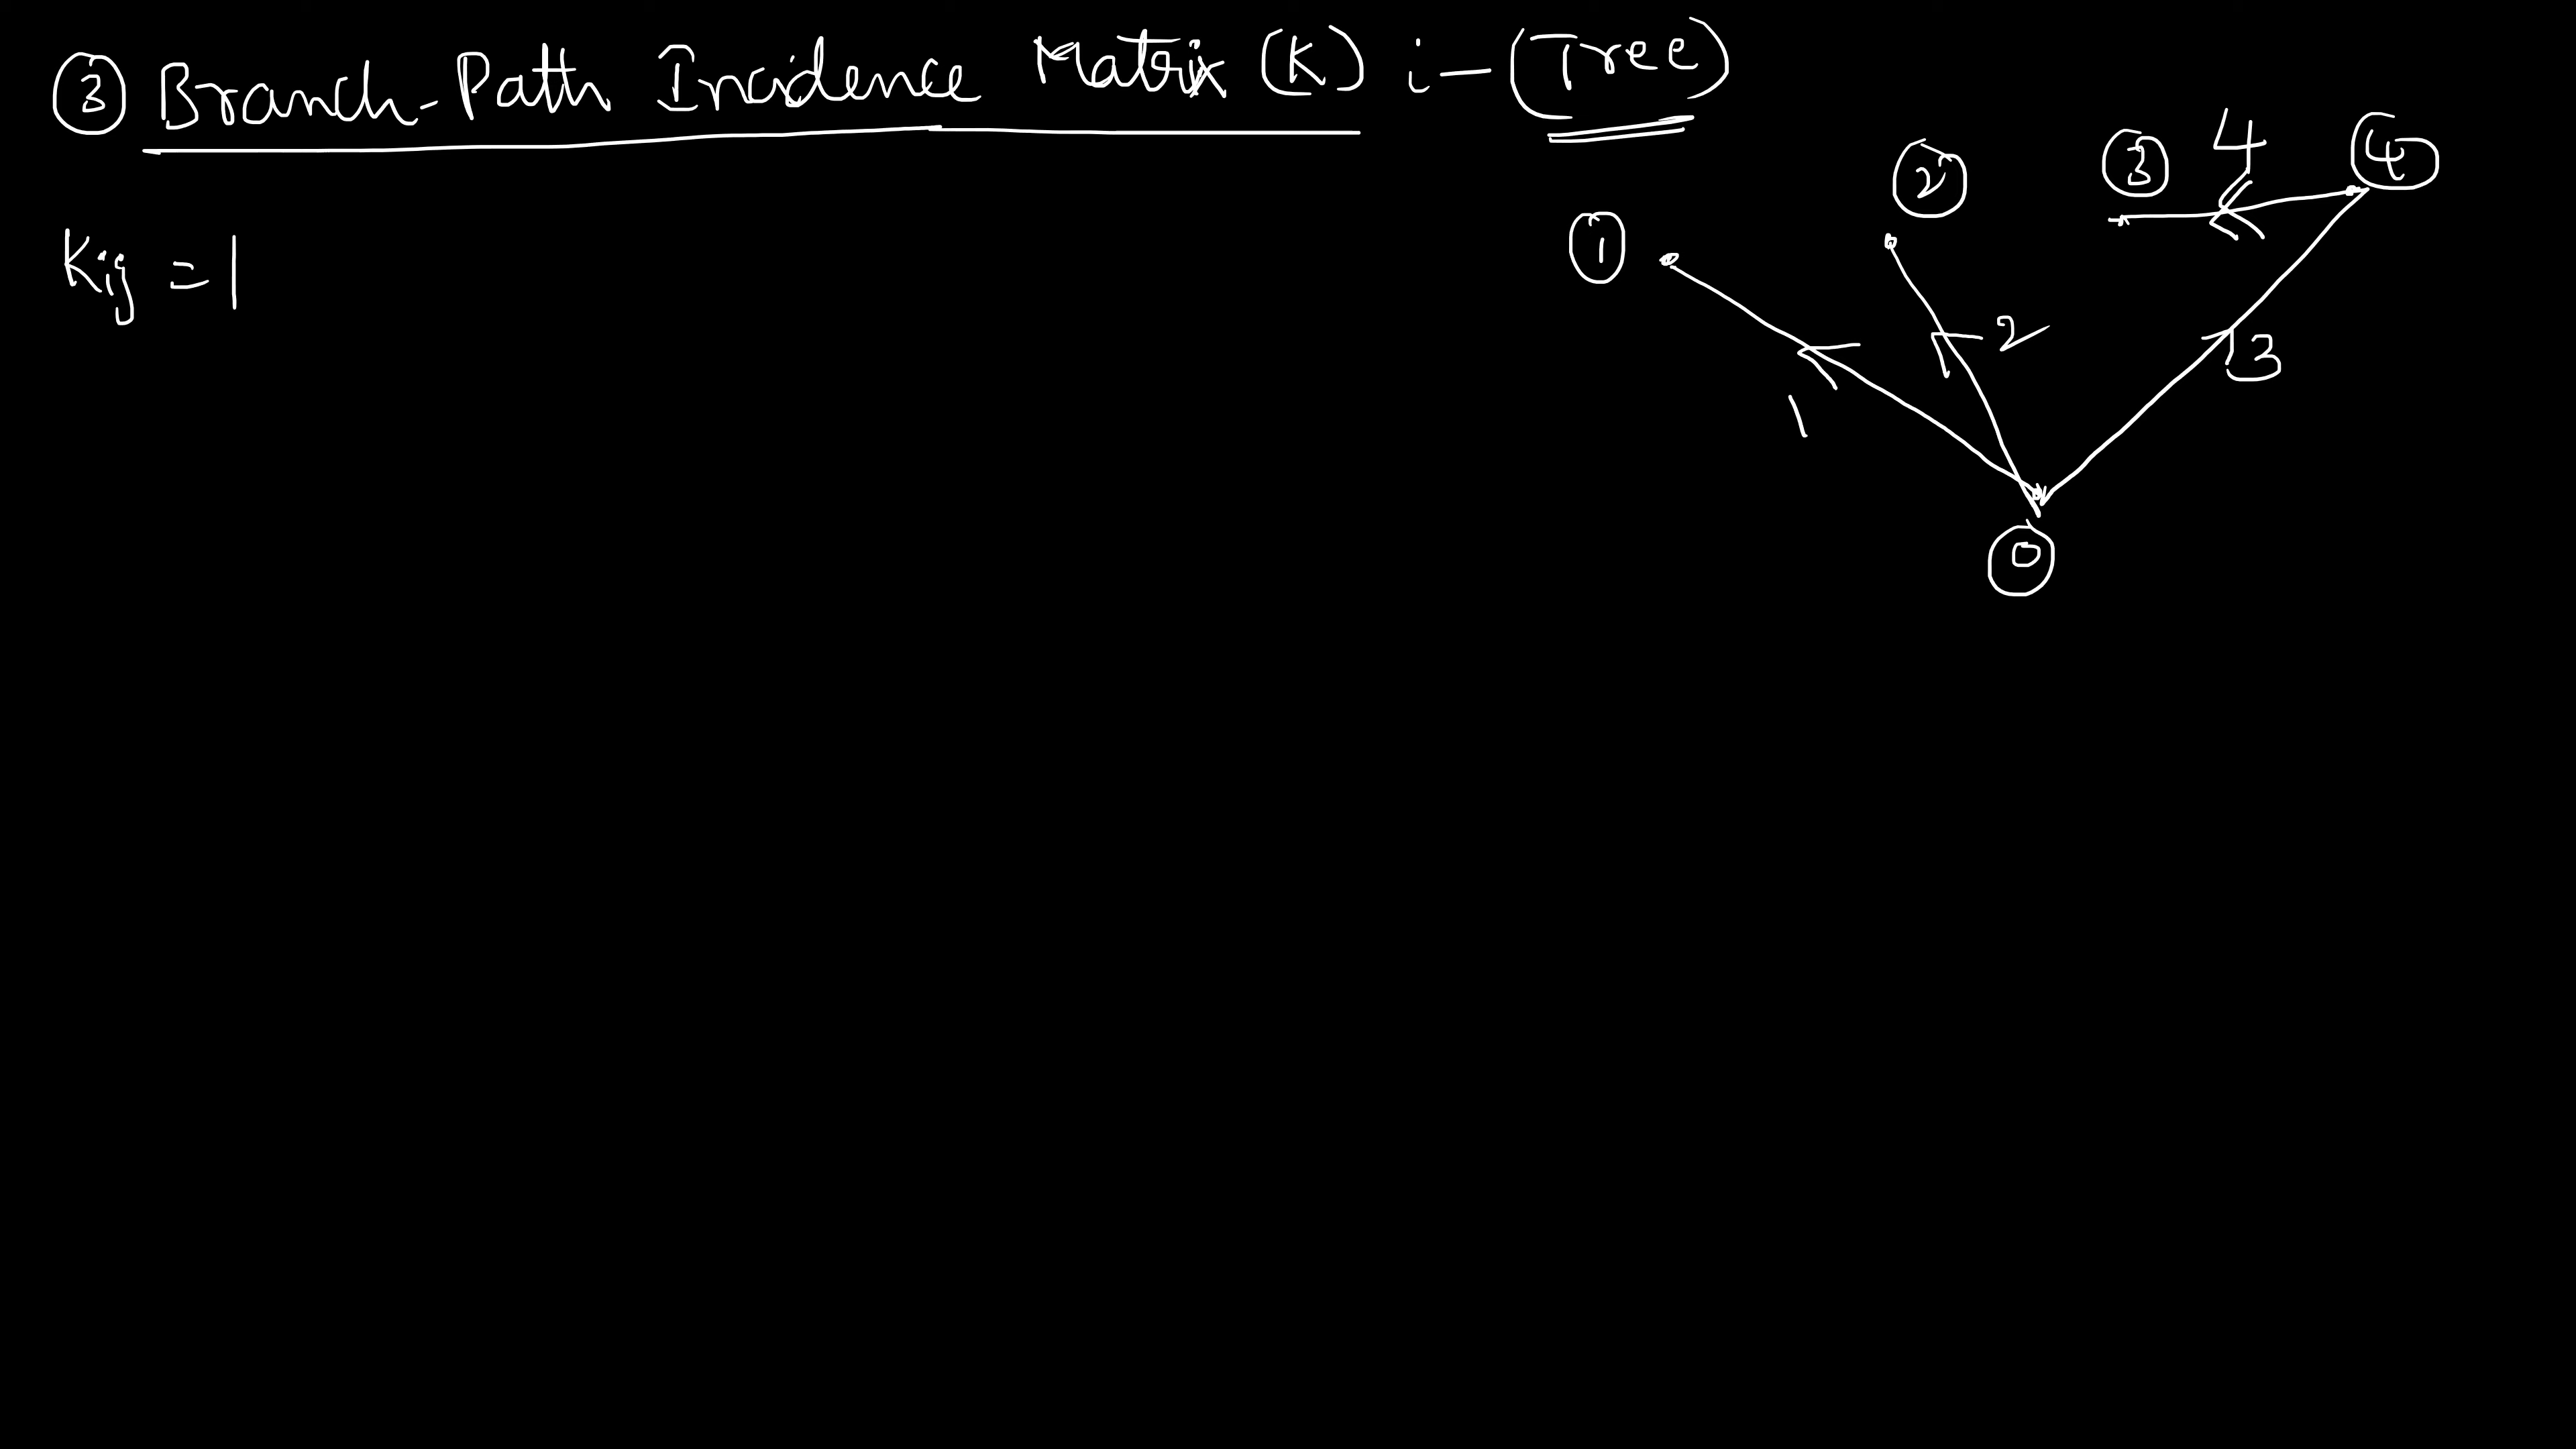 ③ Branch-Path Incidence Matrix (K) :- (Tree)
Kij = 1
① ② ③ 4 ④
1 2 3
⓪